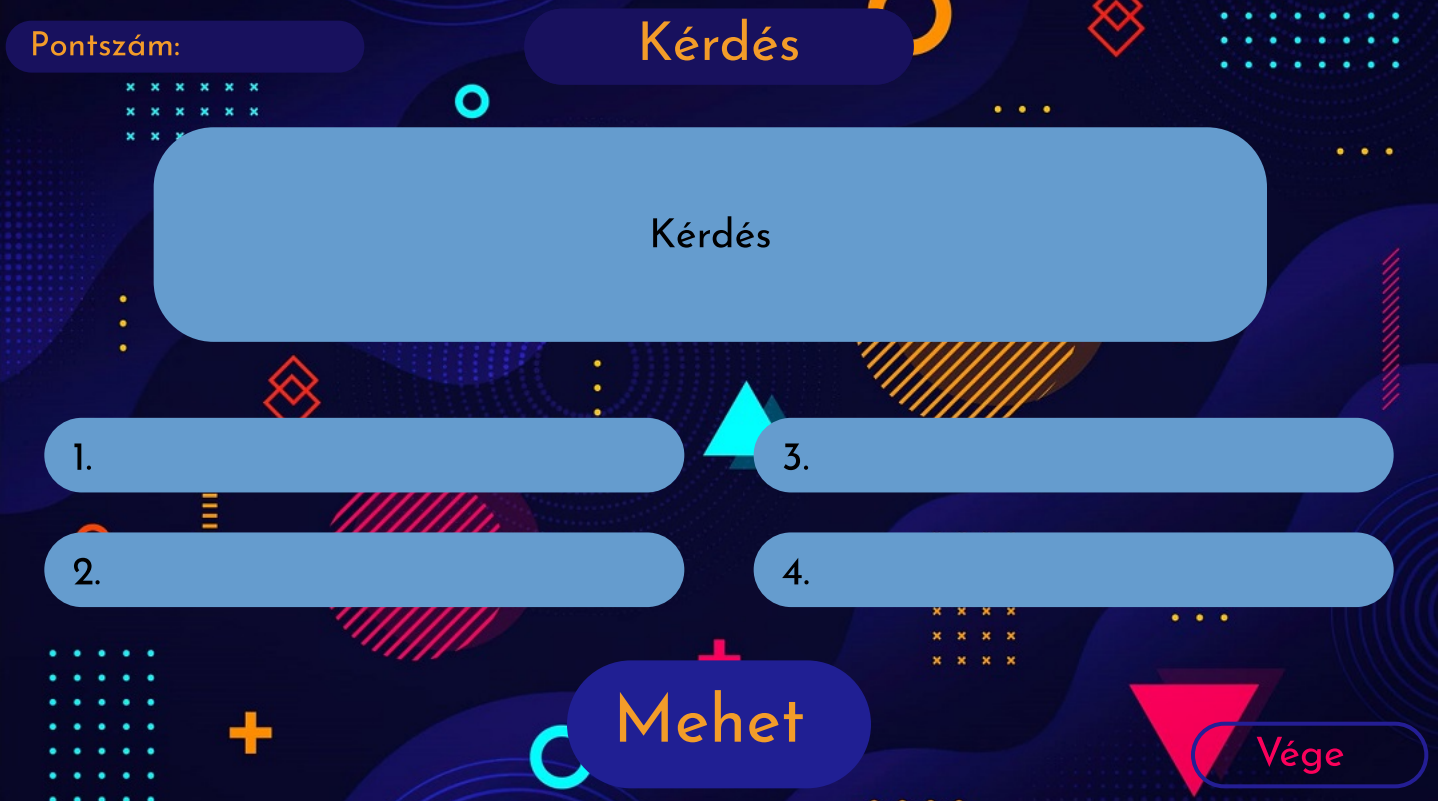 Pontszám:
Kérdés
Kérdés
1.
2.
3.
4.
Mehet
Vége